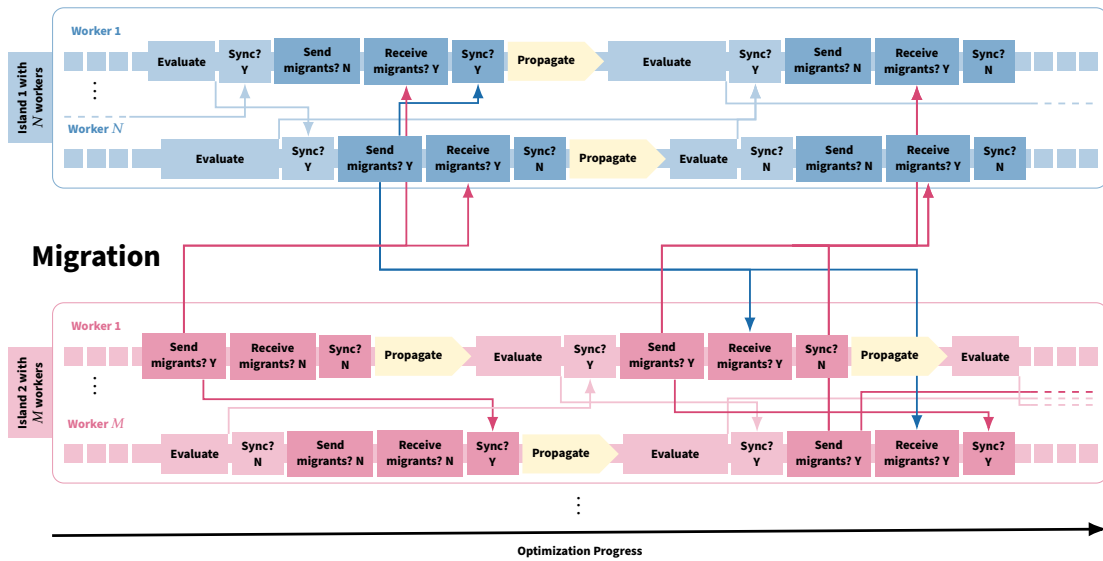 Island 1 with
N workers
Worker 1
Evaluate
Sync?
Y
Send
migrants? N
Receive
migrants? Y
Sync?
Y
Propagate
Evaluate
Sync?
Y
Send
migrants? N
Receive
migrants? Y
Sync?
N
Worker N
Evaluate
Sync?
Y
Send
migrants? Y
Receive
migrants? Y
Sync?
N
Propagate
Evaluate
Sync?
N
Send
migrants? N
Receive
migrants? Y
Sync?
N
Migration
Island 2 with
M workers
Worker 1
Send
migrants? Y
Receive
migrants? N
Sync?
N
Propagate
Evaluate
Sync?
Y
Send
migrants? Y
Receive
migrants? Y
Sync?
N
Propagate
Evaluate
Worker M
Evaluate
Sync?
N
Send
migrants? N
Receive
migrants? N
Sync?
Y
Propagate
Evaluate
Sync?
Y
Send
migrants? Y
Receive
migrants? Y
Sync?
Y
Optimization Progress